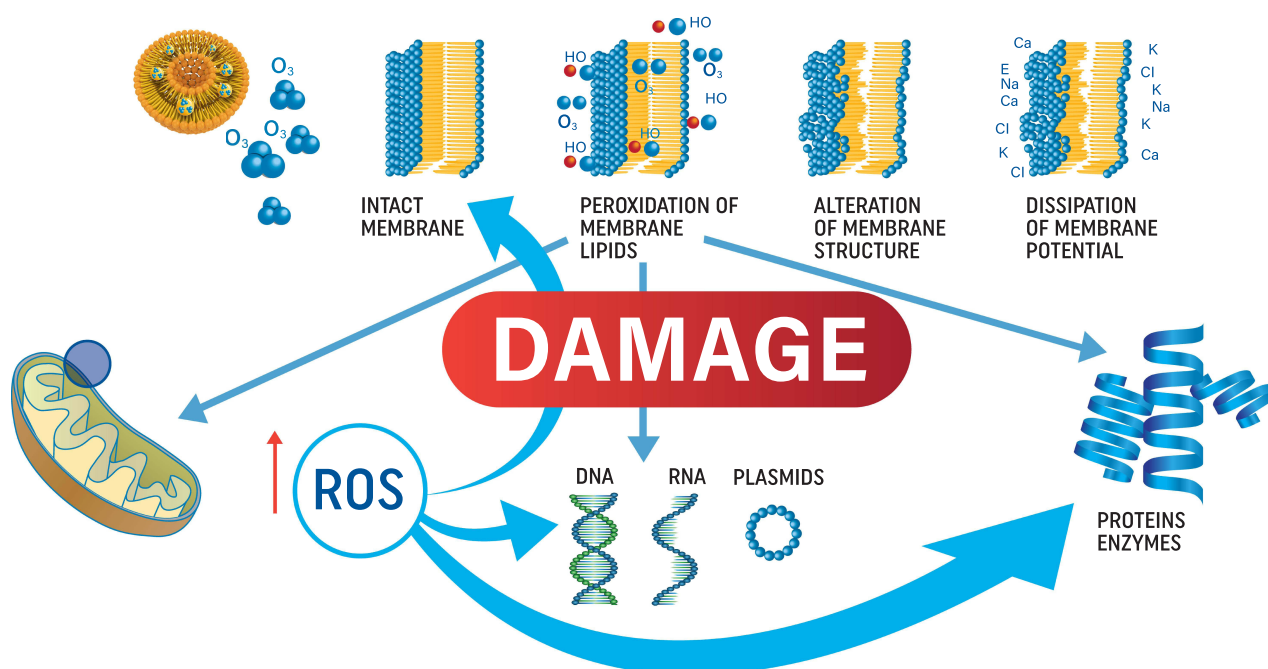 O3
O3
O3
HO
HO
O3
O3
HO
O3
HO
HO
Ca
E
Na
Ca
Cl
K
Cl
K
Cl
K
Na
K
Ca
INTACT
MEMBRANE
PEROXIDATION OF
MEMBRANE
LIPIDS
ALTERATION
OF MEMBRANE
STRUCTURE
DISSIPATION
OF MEMBRANE
POTENTIAL
DAMAGE
ROS
DNA
RNA
PLASMIDS
PROTEINS
ENZYMES